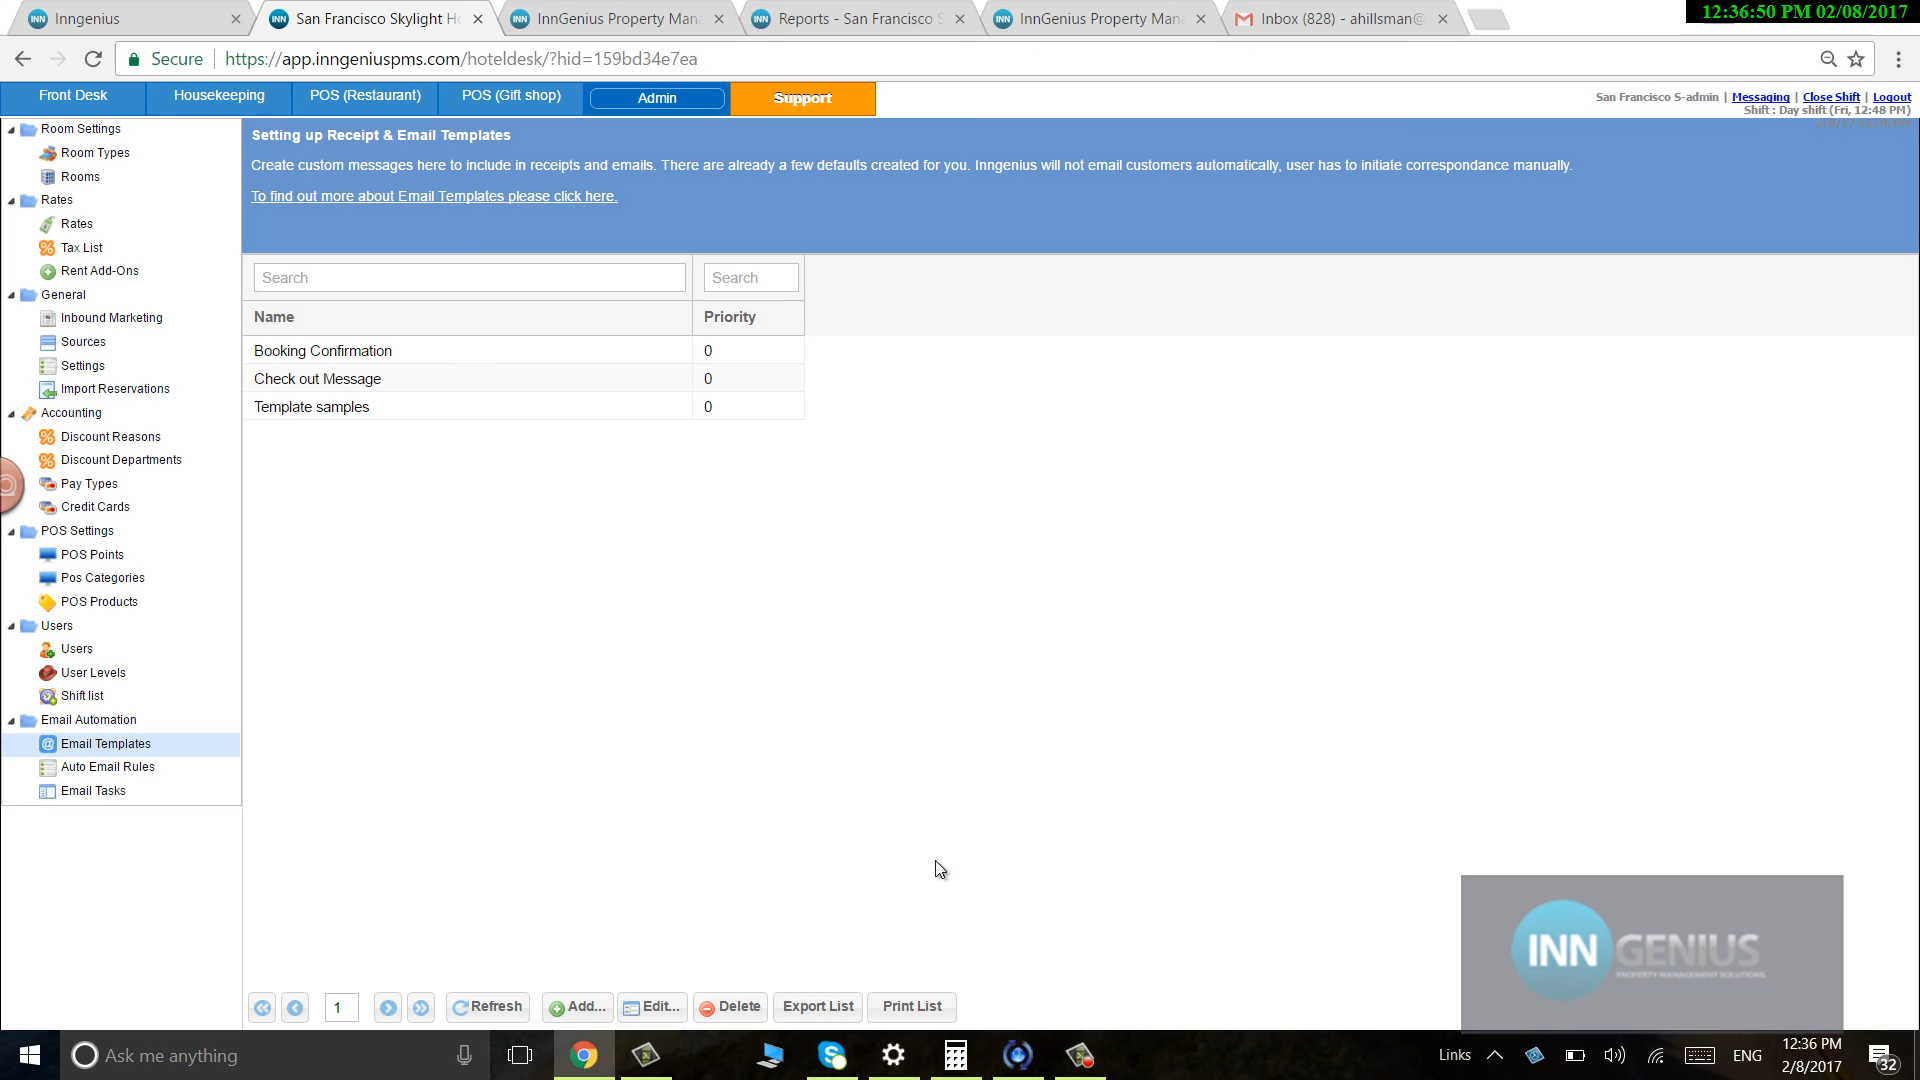 12:36:50 PM 02/08/2017
Inngenius
San Francisco Skylight H
InnGenius Property Man
Reports - San Francisco S
InnGenius Property Man
Inbox (828) - ahillsman@
Secure
https://app.inngeniuspms.com/hoteldesk/?hid=159bd34e7ea
Front Desk
Housekeeping
POS (Restaurant)
POS (Gift shop)
Admin
Support
San Francisco S-admin | Messaging | Close Shift | Logout
Shift : Day shift (Fri, 12:48 PM)
Room Settings
Room Types
Rooms
Rates
Rates
Tax List
Rent Add-Ons
General
Inbound Marketing
Sources
Settings
Import Reservations
Accounting
Discount Reasons
Discount Departments
Pay Types
Credit Cards
POS Settings
POS Points
Pos Categories
POS Products
Users
Users
User Levels
Shift list
Email Automation
Email Templates
Auto Email Rules
Email Tasks
Setting up Receipt & Email Templates
Create custom messages here to include in receipts and emails. There are already a few defaults created for you. Inngenius will not email customers automatically, user has to initiate correspondance manually.
To find out more about Email Templates please click here.
Search
Search
Name
Priority
Booking Confirmation
0
Check out Message
0
Template samples
0
INNGENIUS
PROPERTY MANAGEMENT SOLUTIONS
1
Refresh
Add...
Edit...
Delete
Export List
Print List
Ask me anything
Links
ENG
12:36 PM
2/8/2017
32